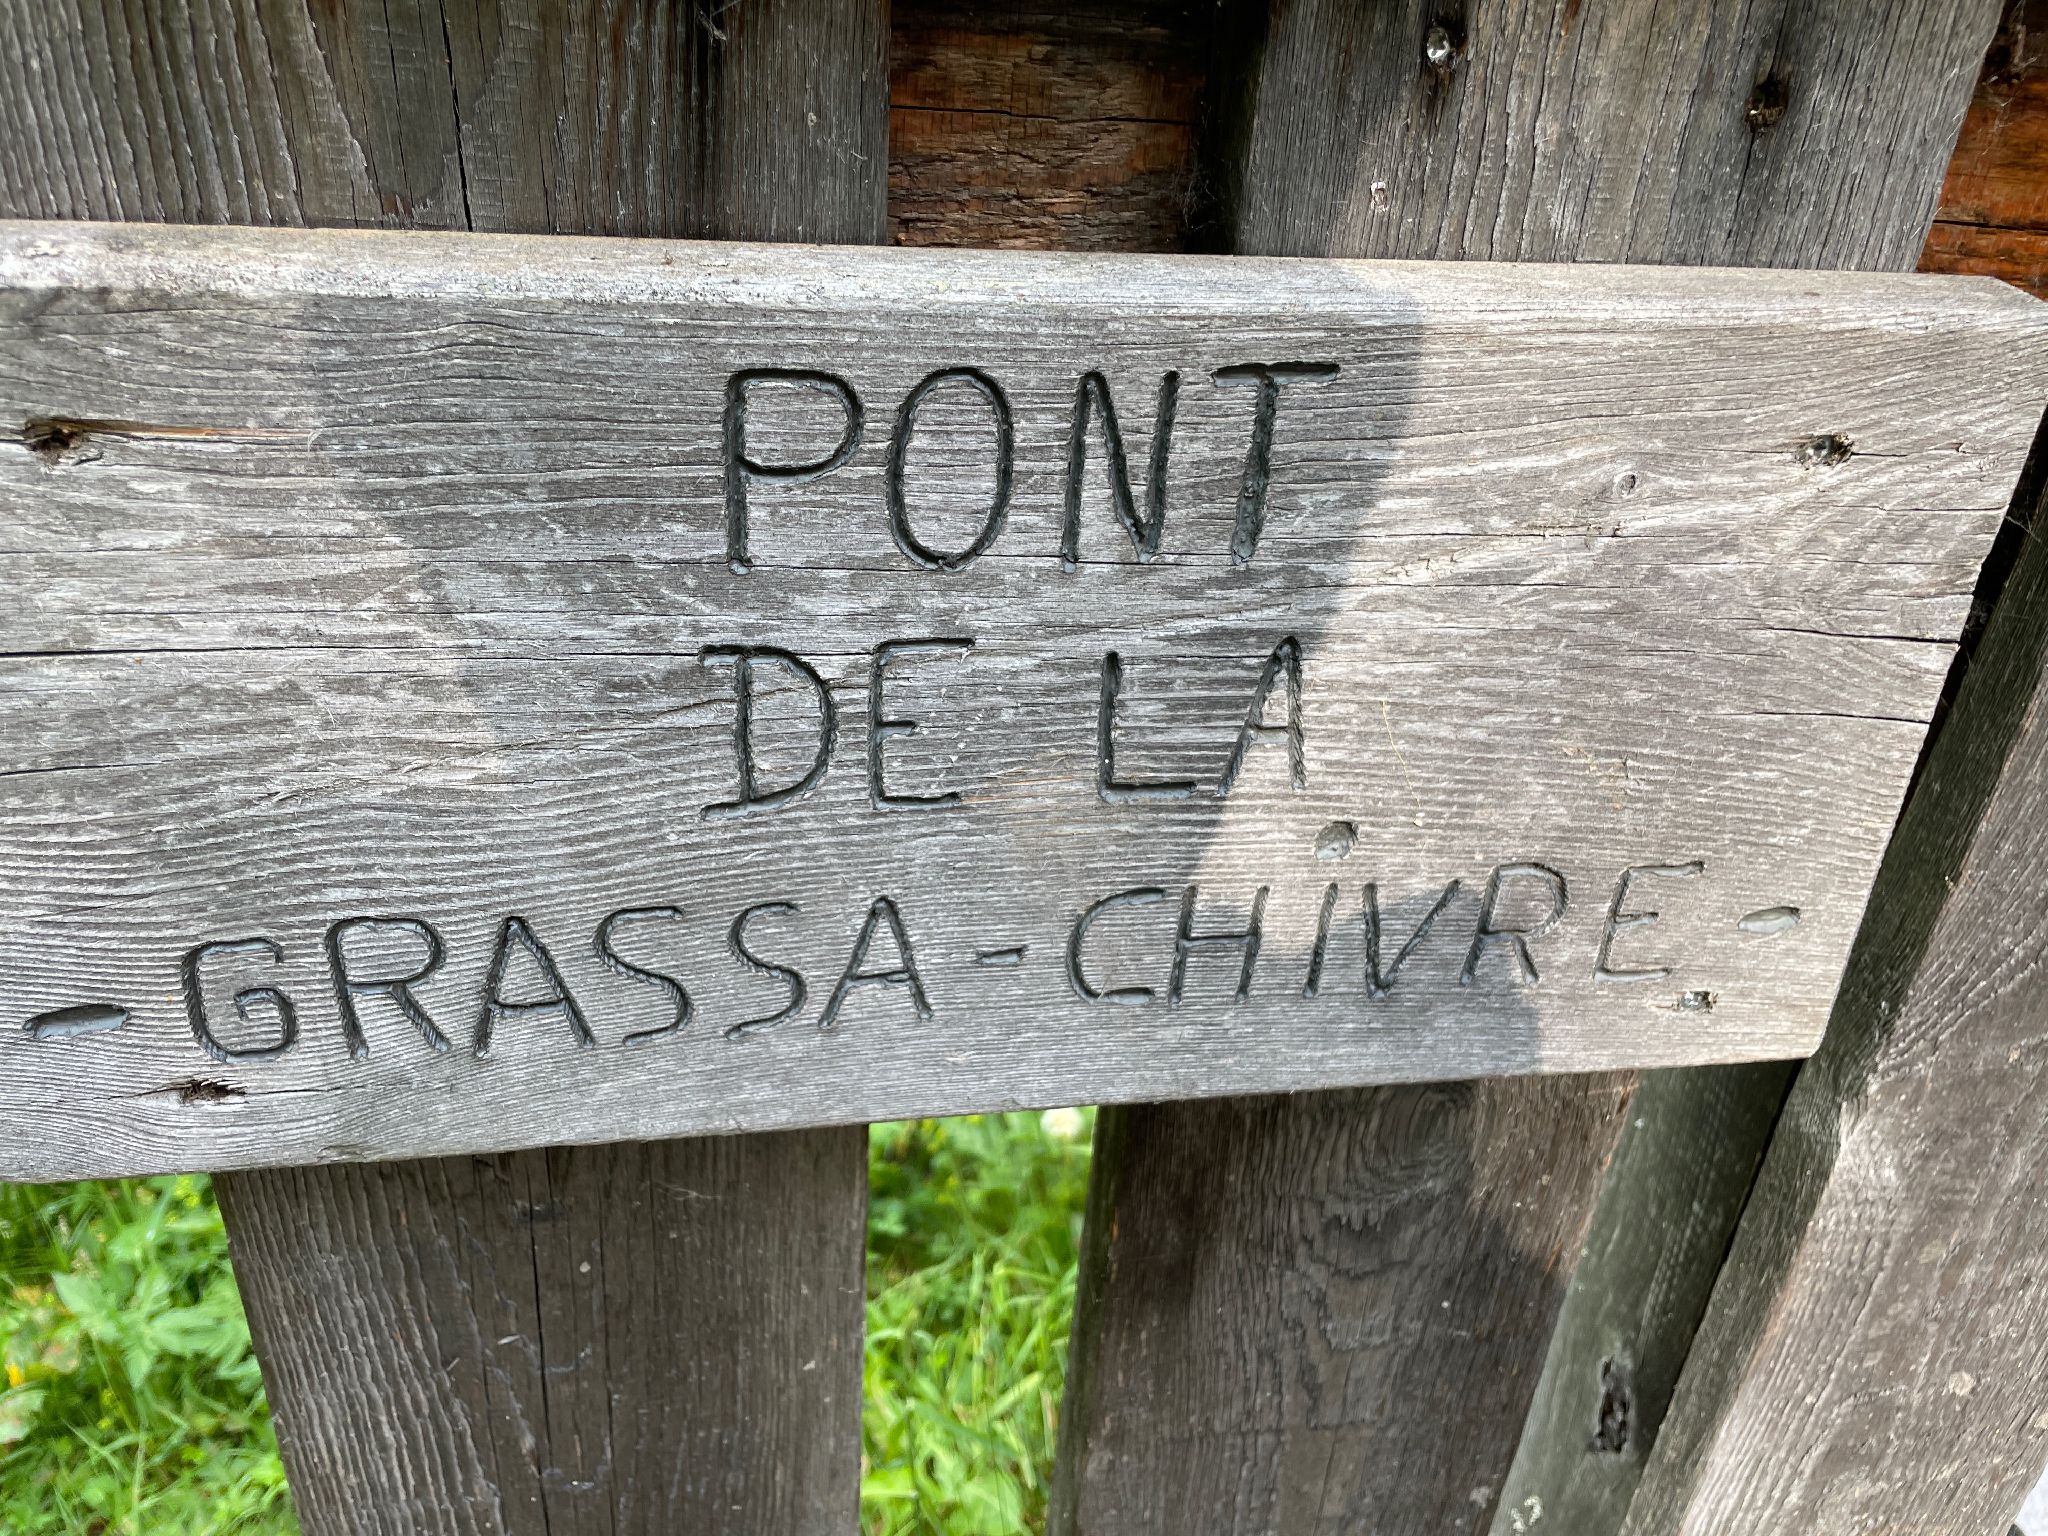 PONT
DE LA
- GRASSA-CHIVRE -